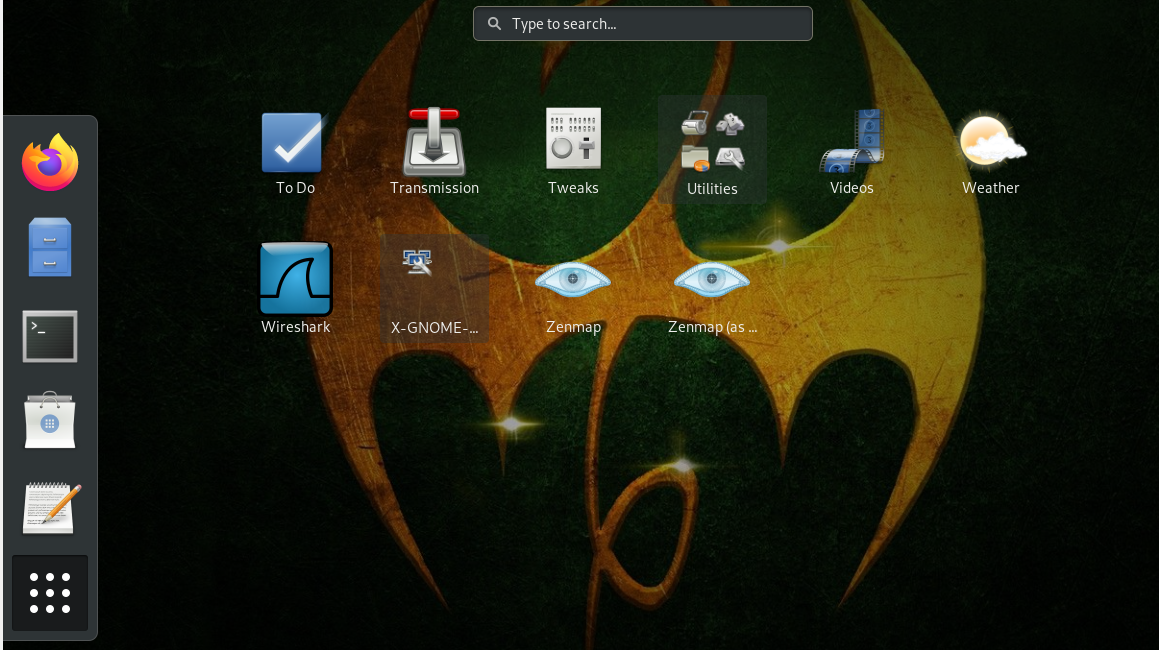 Type to search...
To Do
Transmission
Tweaks
Utilities
Videos
Weather
Wireshark
X-GNOME-...
Zenmap
Zenmap (as ...
>_